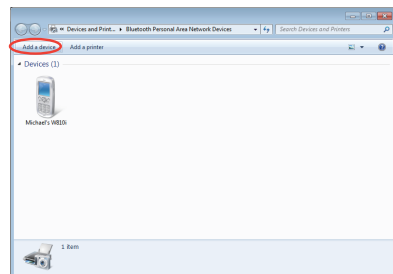 Devices and Print... Bluetooth Personal Area Network Devices Search Devices and Printers
Add a device Add a printer
Devices (1)
Michael's W810i
1 item